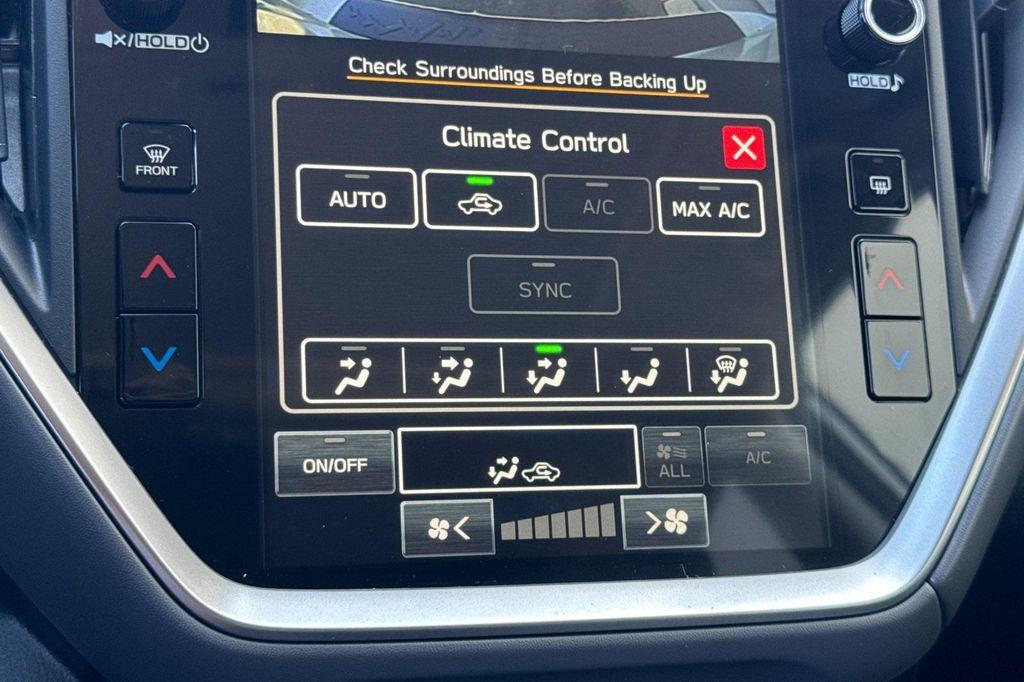 HOLD
HOLD
Check Surroundings Before Backing Up
Climate Control
FRONT
AUTO
A/C
MAX A/C
SYNC
ON/OFF
ALL
A/C